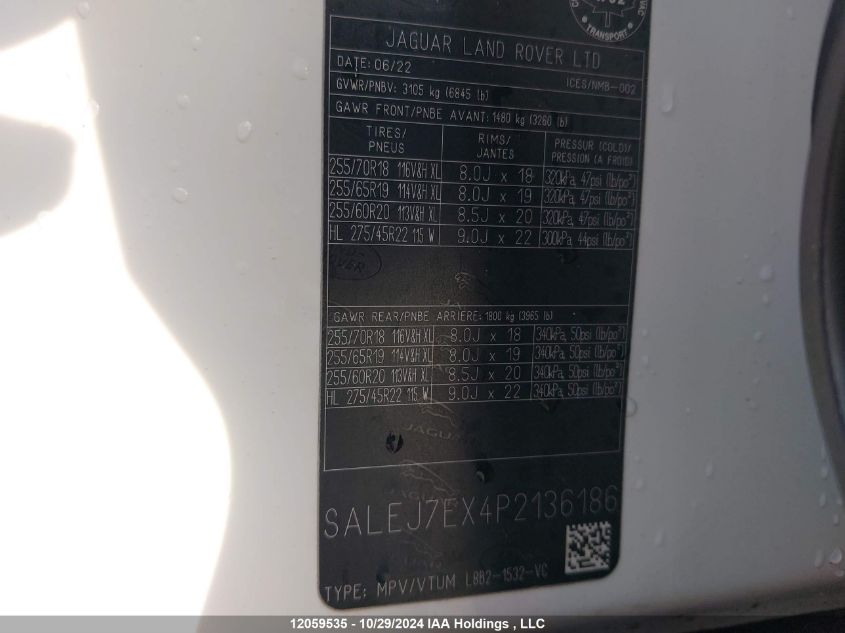 TRANSPORT
JAGUAR LAND ROVER LTD
DATE: 06/22
ICES/NMB-002
GVWR/PNBV: 3105 kg (6845 lb)
GAWR FRONT/PNBE AVANT: 1480 kg (3260 lb)
TIRES/ RIMS/ PRESSUR (COLD)/
PNEUS JANTES PRESSION (A FROID)
255/70R18 116V&H XL 8.0J x 18 320kPa, 47psi (lb/po²)
255/65R19 114V&H XL 8.0J x 19 320kPa, 47psi (lb/po²)
255/60R20 113V&H XL 8.5J x 20 320kPa, 47psi (lb/po²)
HL 275/45R22 115 W 9.0J x 22 300kPa 44psi (lb/po²)
GAWR REAR/PNBE ARRIERE: 1800 kg (3965 lb)
255/70R18 116V&H XL 8.0J x 18 340kPa, 50psi (lb/po²)
255/65R19 114V&H XL 8.0J x 19 340kPa, 50psi (lb/po²)
255/60R20 113V&H XL 8.5J x 20 340kPa, 50psi (lb/po²)
HL 275/45R22 115 W 9.0J x 22 340kPa, 50psi (lb/po²)
SALEJ7EX4P2136186
TYPE: MPV/VTUM L8B2-1532-VC
12059535 - 10/29/2024 IAA Holdings , LLC